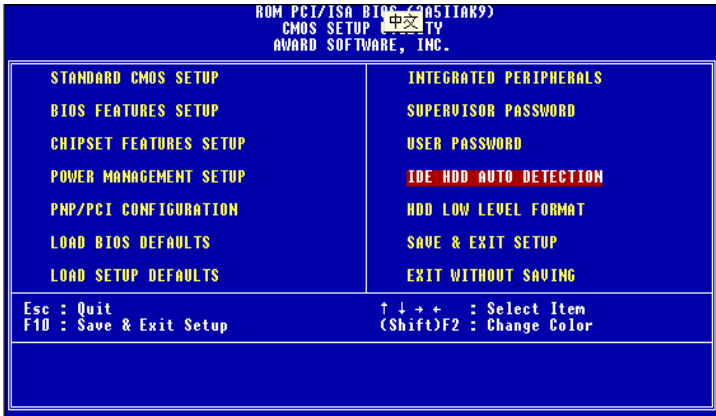 ROM PCI/ISA BIOS (2A5IIAK9)
中文
CMOS SETUP UTILITY
AWARD SOFTWARE, INC.
STANDARD CMOS SETUP
BIOS FEATURES SETUP
CHIPSET FEATURES SETUP
POWER MANAGEMENT SETUP
PNP/PCI CONFIGURATION
LOAD BIOS DEFAULTS
LOAD SETUP DEFAULTS
INTEGRATED PERIPHERALS
SUPERVISOR PASSWORD
USER PASSWORD
IDE HDD AUTO DETECTION
HDD LOW LEVEL FORMAT
SAVE & EXIT SETUP
EXIT WITHOUT SAVING
Esc : Quit
F10 : Save & Exit Setup
↑ ↓ → ← : Select Item
(Shift)F2 : Change Color